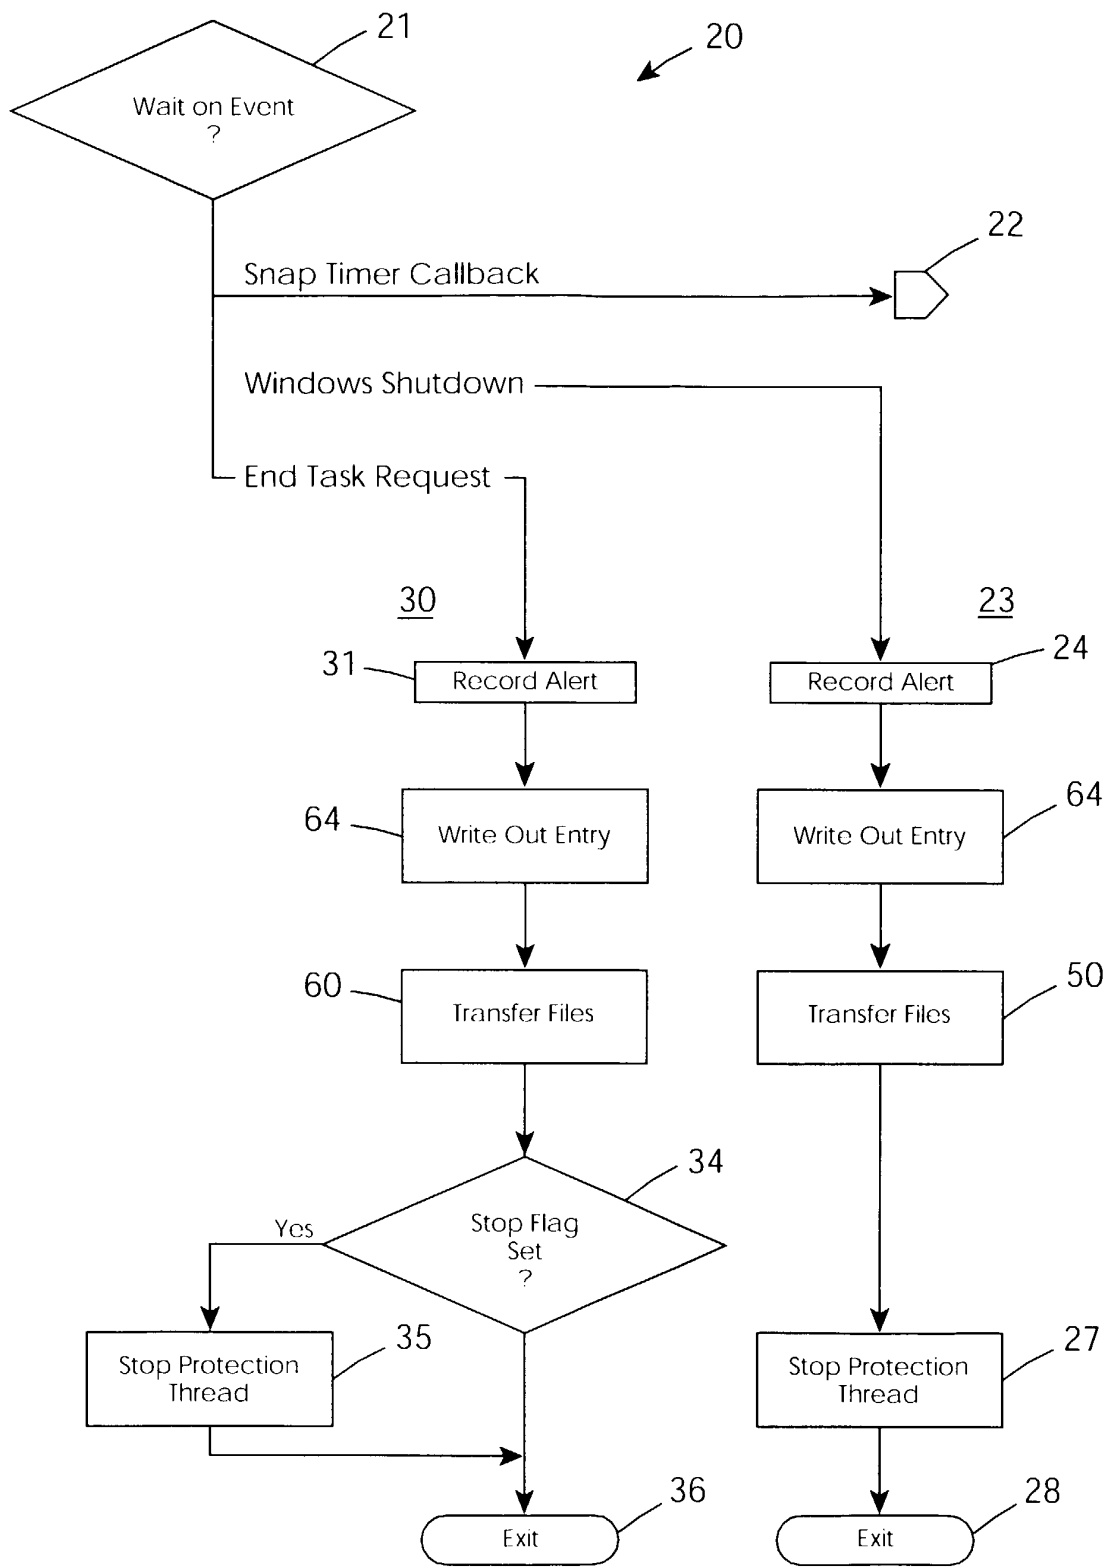 21
20
Wait on Event
?
22
Snap Timer Callback
Windows Shutdown
End Task Request
30
23
31
Record Alert
24
Record Alert
64
Write Out Entry
64
Write Out Entry
60
Transfer Files
50
Transfer Files
34
Yes
Stop Flag
Set
?
35
Stop Protection
Thread
27
Stop Protection
Thread
36
Exit
28
Exit